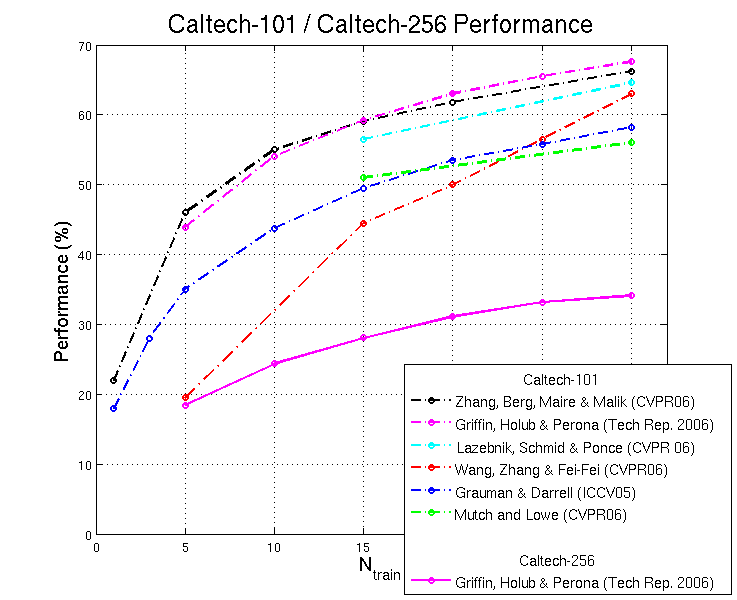 Caltech-101 / Caltech-256 Performance
70
60
50
40
30
20
10
0
Performance (%)
0 5 10 15
N_train
Caltech-101
Zhang, Berg, Maire & Malik (CVPR06)
Griffin, Holub & Perona (Tech Rep. 2006)
Lazebnik, Schmid & Ponce (CVPR 06)
Wang, Zhang & Fei-Fei (CVPR06)
Grauman & Darrell (ICCV05)
Mutch and Lowe (CVPR06)
Caltech-256
Griffin, Holub & Perona (Tech Rep. 2006)